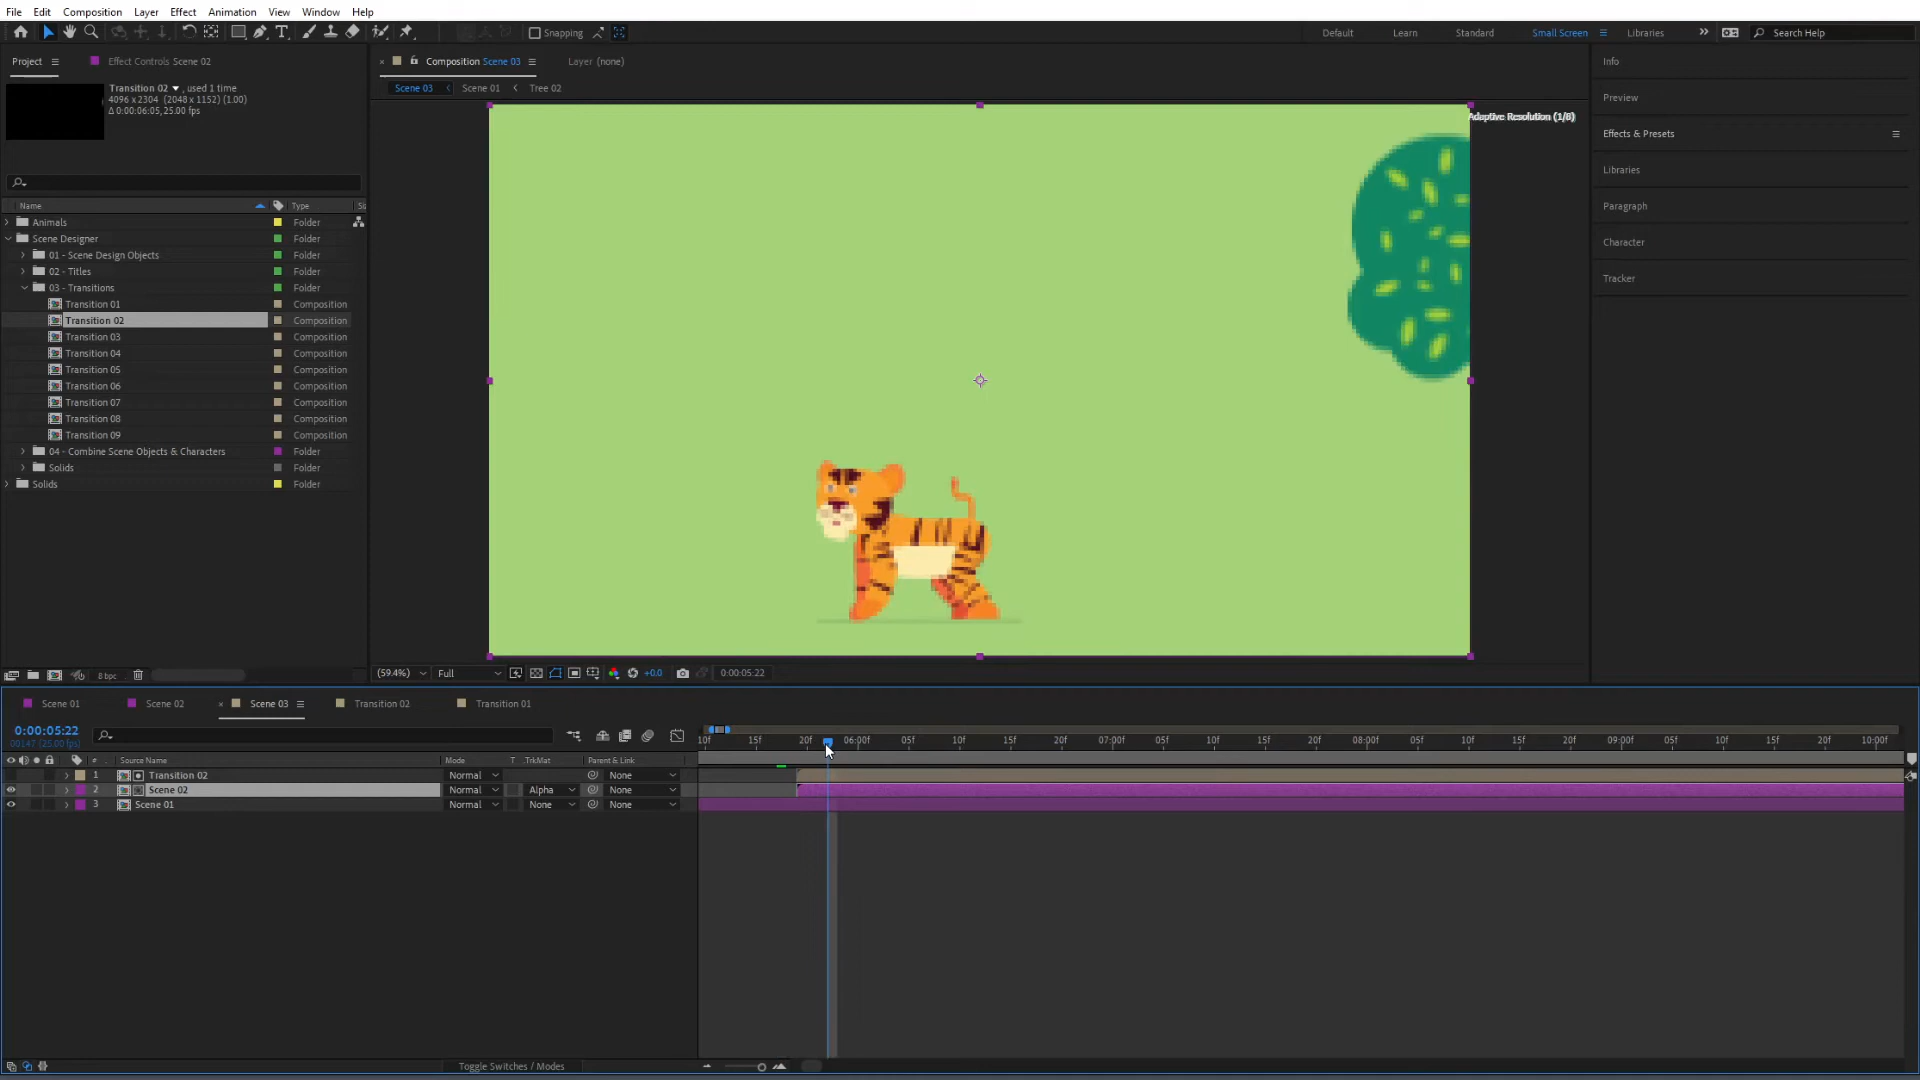 File Edit Composition Layer Effect Animation View Window Help
Snapping Default Learn Standard Small Screen Libraries Search Help
Project Effect Controls Scene 02
Composition Scene 03 Layer (none)
Scene 03 Scene 01 Tree 02
Transition 02 , used 1 time
4096 x 2304 (2048 x 1152) (1.00)
Δ 0:00:06:05, 25.00 fps
Adaptive Resolution (1/8)
Info
Preview
Effects & Presets
Libraries
Paragraph
Character
Tracker
Name Type Si
Animals Folder
Scene Designer Folder
01 - Scene Design Objects Folder
02 - Titles Folder
03 - Transitions Folder
Transition 01 Composition
Transition 02 Composition
Transition 03 Composition
Transition 04 Composition
Transition 05 Composition
Transition 06 Composition
Transition 07 Composition
Transition 08 Composition
Transition 09 Composition
04 - Combine Scene Objects & Characters Folder
Solids Folder
Solids Folder
8 bpc
(59.4%) Full +0.0 0:00:05:22
Scene 01 Scene 02 Scene 03 Transition 02 Transition 01
0:00:05:22
00147 (25.00 fps)
10f 15f 20f 06:00f 05f 10f 15f 20f 07:00f 05f 10f 15f 20f 08:00f 05f 10f 15f 20f 09:00f 05f 10f 15f 20f 10:00f
# Source Name Mode T .TrkMat Parent & Link
1 Transition 02 Normal None
2 Scene 02 Normal Alpha None
3 Scene 01 Normal None None
Toggle Switches / Modes